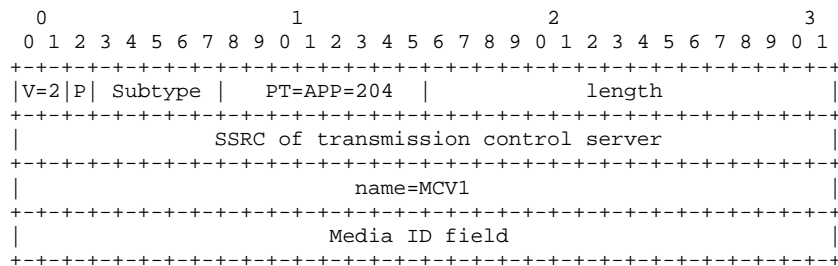 0                   1                   2                   3
0 1 2 3 4 5 6 7 8 9 0 1 2 3 4 5 6 7 8 9 0 1 2 3 4 5 6 7 8 9 0 1
+-+-+-+-+-+-+-+-+-+-+-+-+-+-+-+-+-+-+-+-+-+-+-+-+-+-+-+-+-+-+-+-+
|V=2|P| Subtype |   PT=APP=204  |            length             |
+-+-+-+-+-+-+-+-+-+-+-+-+-+-+-+-+-+-+-+-+-+-+-+-+-+-+-+-+-+-+-+-+
|              SSRC of transmission control server              |
+-+-+-+-+-+-+-+-+-+-+-+-+-+-+-+-+-+-+-+-+-+-+-+-+-+-+-+-+-+-+-+-+
|                          name=MCV1                            |
+-+-+-+-+-+-+-+-+-+-+-+-+-+-+-+-+-+-+-+-+-+-+-+-+-+-+-+-+-+-+-+-+
|                        Media ID field                         |
+-+-+-+-+-+-+-+-+-+-+-+-+-+-+-+-+-+-+-+-+-+-+-+-+-+-+-+-+-+-+-+-+